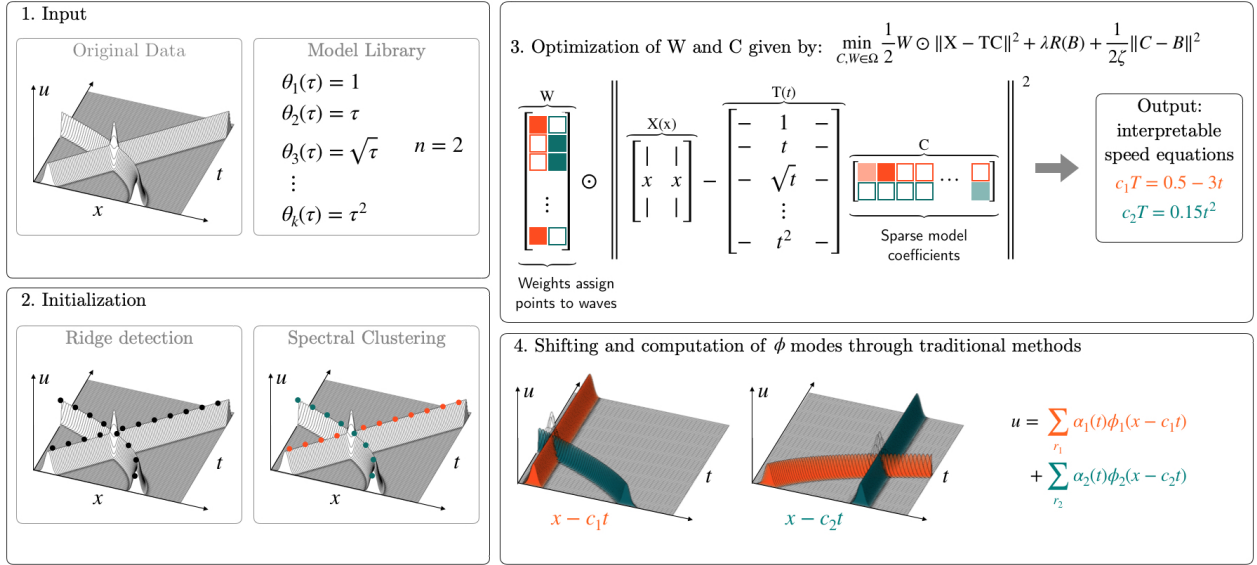 1. Input
Original Data
u
t
x
Model Library
θ₁(τ) = 1
θ₂(τ) = τ
θ₃(τ) = √τ
⋮
θₖ(τ) = τ²
n = 2
2. Initialization
Ridge detection
u
t
x
Spectral Clustering
u
t
x
3. Optimization of W and C given by: min_{C,W∈Ω} 1/2 W ⊙ ‖X − TC‖² + λR(B) + 1/(2ζ) ‖C − B‖²
W
⋮
Weights assign
points to waves
⊙
X(x)
| |
x x
| |
−
T(t)
− 1 −
− t −
− √t −
⋮
− t² −
C
⋯
Sparse model
coefficients
2
Output:
interpretable
speed equations
c₁T = 0.5 − 3t
c₂T = 0.15t²
4. Shifting and computation of ϕ modes through traditional methods
u
t
x − c₁t
u
t
x − c₂t
u = ∑_{r₁} α₁(t)ϕ₁(x − c₁t)
+ ∑_{r₂} α₂(t)ϕ₂(x − c₂t)